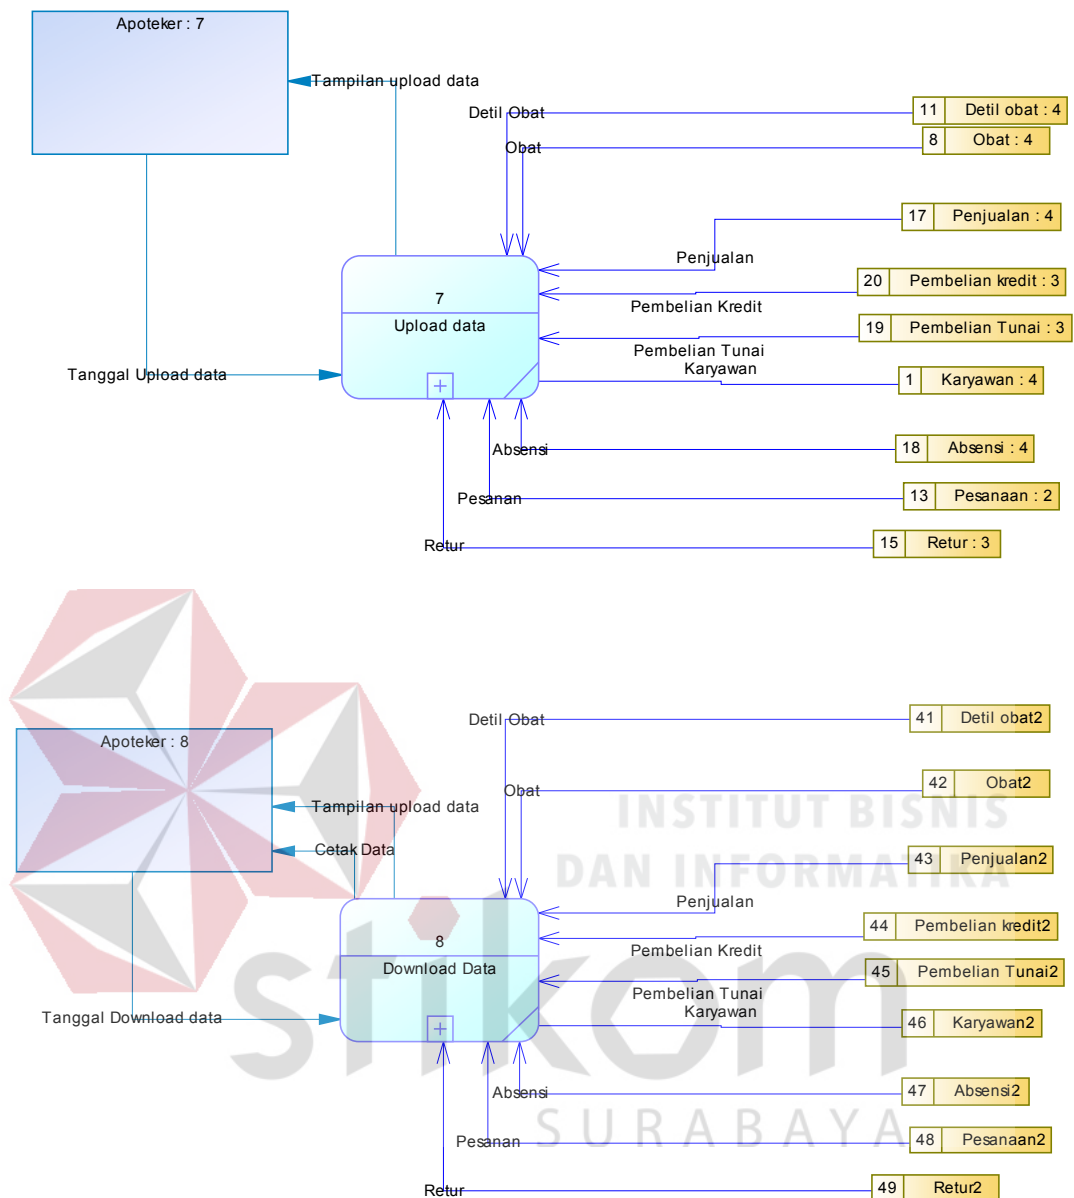 Apoteker : 7
Tampilan upload data
Detil Obat
11 Detil obat : 4
Obat
8 Obat : 4
17 Penjualan : 4
Penjualan
20 Pembelian kredit : 3
7
Pembelian Kredit
Upload data
19 Pembelian Tunai : 3
Pembelian Tunai
Karyawan
Tanggal Upload data
1 Karyawan : 4
Absensi
18 Absensi : 4
Pesanan
13 Pesanaan : 2
Retur
15 Retur : 3
Detil Obat
41 Detil obat2
Apoteker : 8
Obat
42 Obat2
Tampilan upload data
INSTITUT BISNIS
Cetak Data
DAN INFORMATIKA
43 Penjualan2
Penjualan
44 Pembelian kredit2
8
Pembelian Kredit
Download Data
45 Pembelian Tunai2
Pembelian Tunai
Karyawan
Tanggal Download data
46 Karyawan2
stikom
Absensi
47 Absensi2
SURABAYA
Pesanan
48 Pesanaan2
Retur
49 Retur2